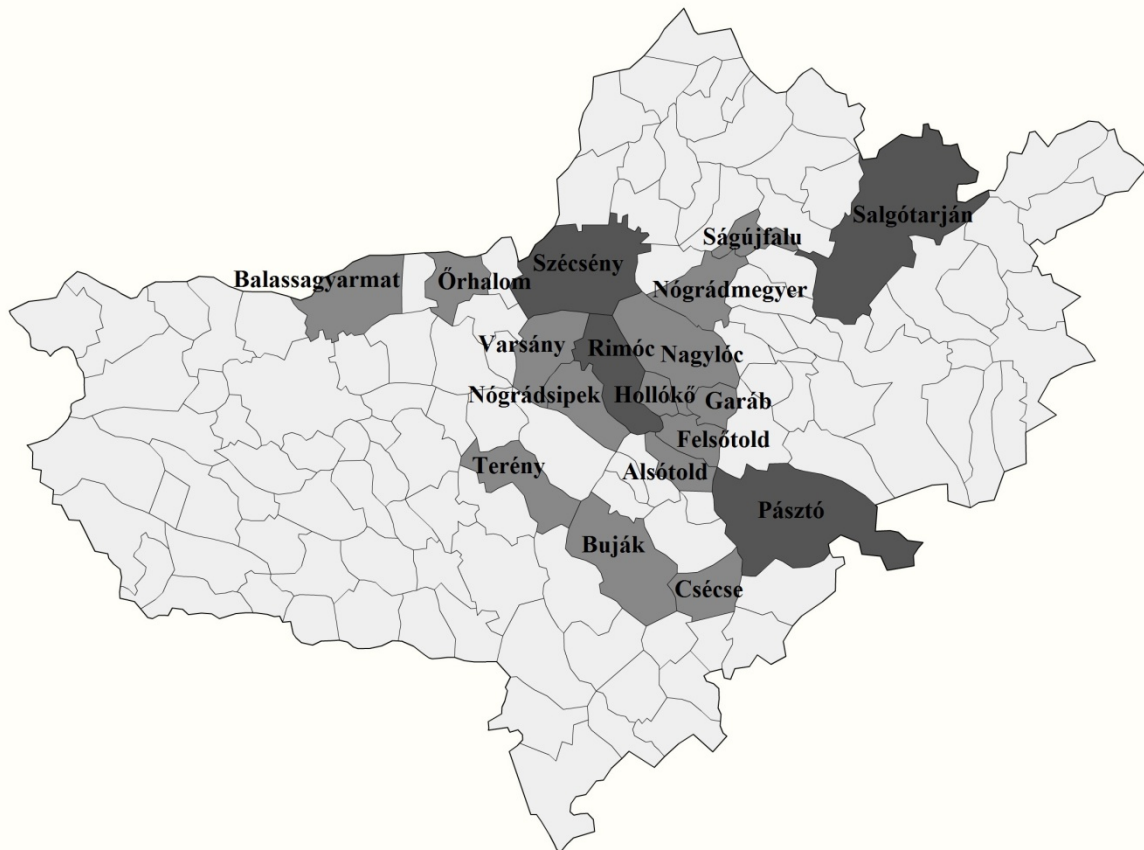 Salgótarján
Ságújfalu
Szécsény
Balassagyarmat
Őrhalom
Nógrádmegyer
Varsány
Rimóc
Nagylóc
Nógrádsipek
Hollókő
Garáb
Felsőtold
Terény
Alsótold
Pásztó
Buják
Csécse